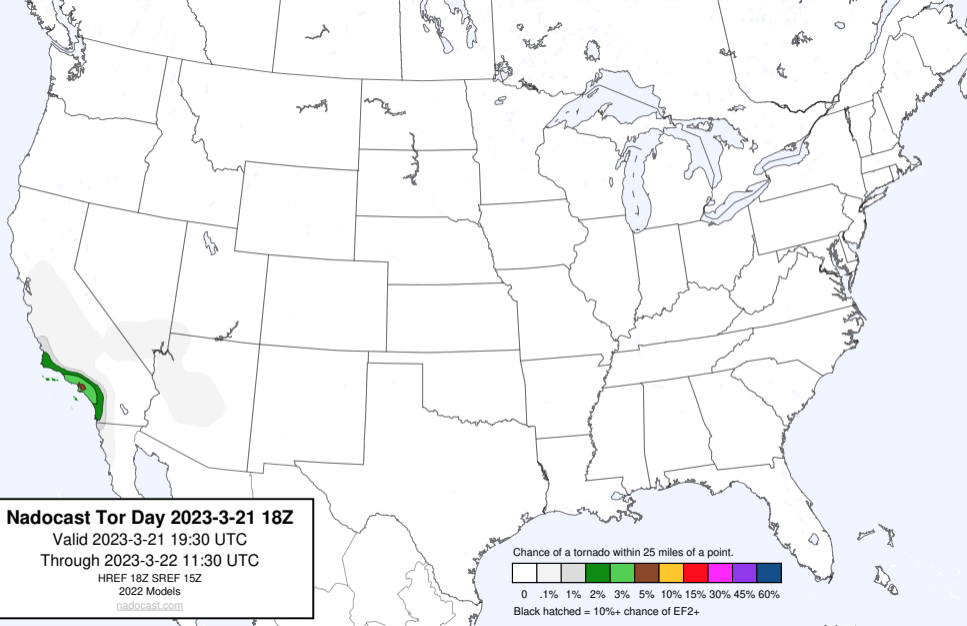 Nadocast Tor Day 2023-3-21 18Z
Valid 2023-3-21 19:30 UTC
Through 2023-3-22 11:30 UTC
HREF 18Z SREF 15Z
2022 Models
nadocast.com
Chance of a tornado within 25 miles of a point.
0 .1% 1% 2% 3% 5% 10% 15% 30% 45% 60%
Black hatched = 10%+ chance of EF2+